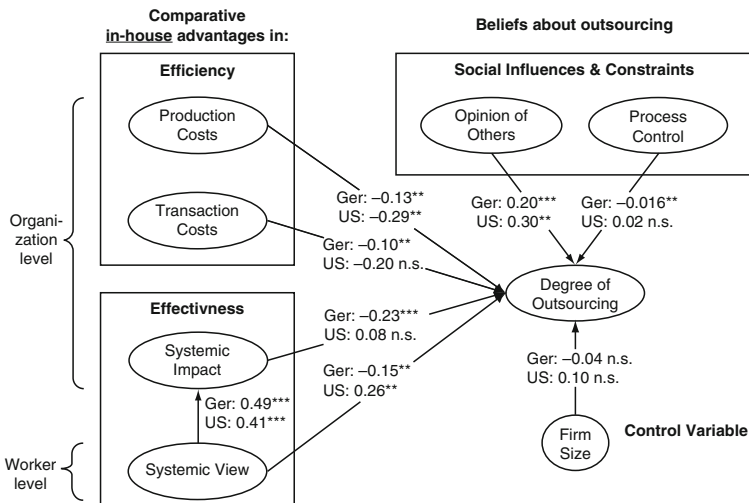 Comparative
in-house advantages in:
Beliefs about outsourcing
Efficiency
Production
Costs
Transaction
Costs
Social Influences & Constraints
Opinion of
Others
Process
Control
Organi-
zation
level
Ger: –0.13**
US: –0.29**
Ger: –0.10**
US: –0.20 n.s.
Ger: 0.20***
US: 0.30**
Ger: –0.016**
US: 0.02 n.s.
Degree of
Outsourcing
Effectivness
Systemic
Impact
Ger: –0.23***
US: 0.08 n.s.
Ger: –0.15**
US: 0.26**
Ger: 0.49***
US: 0.41***
Ger: –0.04 n.s.
US: 0.10 n.s.
Worker
level
Systemic View
Firm
Size
Control Variable